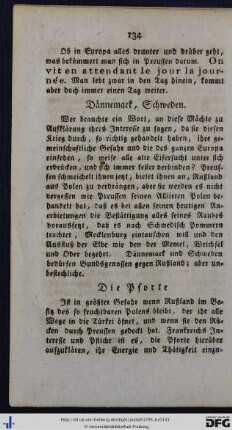 134
Ob in Europa alles drunter und drüber geht,
was bekümmert man sich in Preußen darum. On
vit en attendant le jour la jour-
née. Man lebt zwar in den Tag hinein, kommt
aber doch immer einen Tag weiter.
Dännemark, Schweden.
Wer brauchte ein Wort, an diese Mächte zu
Aufklärung ihres Interesse zu sagen, da sie diesen
Krieg durch, so richtig gehandelt haben, ihre ge-
meinschaftliche Gefahr und die des ganzen Europa
einsehen, so weise alle alte Eifersucht unter sich
erdrücken, und sich immer fester verbinden? Preuß-
sen schmeichelt ihnen jetzt, bietet ihnen an, Rußland
aus Polen zu verdrängen, aber sie werden es nicht
vergessen wie Preussen seinen Alliirten Polen be-
handelt hat, daß es bei allen seinen heutigen An-
erbietungen die Bestättigung alles seines Raubes
voraussetzt, daß es nach Schwedisch Pommern
trachtet, Mecklenburg eintauschen will und den
Ausfluß der Elbe wie den der Memel, Weichsel
und Oder begehrt. Dännemark und Schweden
bedürfen Bundsgenossen gegen Rußland; aber un-
bestechliche.
Die Pforte
Ist in größter Gefahr wenn Rußland im Be-
sitz des so fruchtbaren Polens bleibt, der ihr alle
Wege in die Türkei öfnet, und wenn sie den Rü-
cken durch Preussen gedeckt hat. Frankreichs In-
teresse und Pflicht ist es, die Pforte hierüber
aufzuklären, ihr Energie und Thätigkeit einzu-
© Universitätsbibliothek Freiberg
DFG